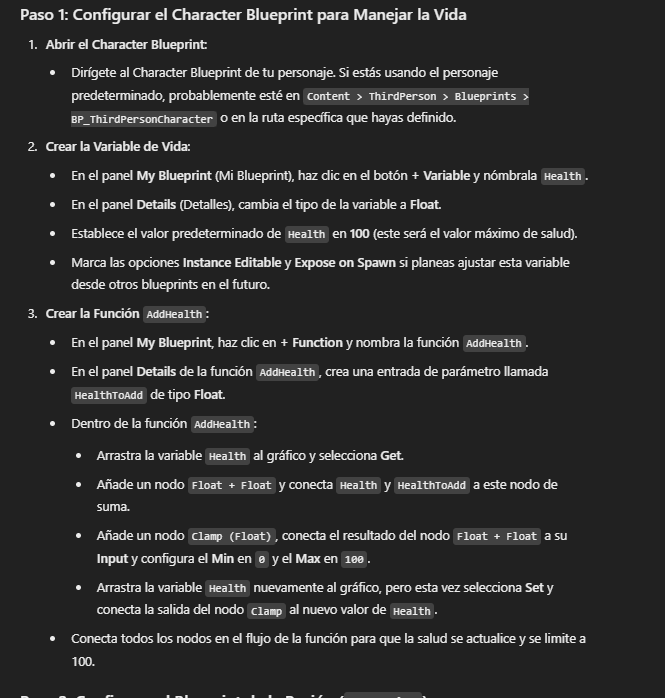 Paso 1: Configurar el Character Blueprint para Manejar la Vida
1. Abrir el Character Blueprint:
• Dirígete al Character Blueprint de tu personaje. Si estás usando el personaje
predeterminado, probablemente esté en Content > ThirdPerson > Blueprints >
BP_ThirdPersonCharacter o en la ruta específica que hayas definido.
2. Crear la Variable de Vida:
• En el panel My Blueprint (Mi Blueprint), haz clic en el botón + Variable y nómbrala Health.
• En el panel Details (Detalles), cambia el tipo de la variable a Float.
• Establece el valor predeterminado de Health en 100 (este será el valor máximo de salud).
• Marca las opciones Instance Editable y Expose on Spawn si planeas ajustar esta variable
desde otros blueprints en el futuro.
3. Crear la Función AddHealth:
• En el panel My Blueprint, haz clic en + Function y nombra la función AddHealth.
• En el panel Details de la función AddHealth, crea una entrada de parámetro llamada
HealthToAdd de tipo Float.
• Dentro de la función AddHealth:
• Arrastra la variable Health al gráfico y selecciona Get.
• Añade un nodo Float + Float y conecta Health y HealthToAdd a este nodo de
suma.
• Añade un nodo Clamp (Float), conecta el resultado del nodo Float + Float a su
Input y configura el Min en 0 y el Max en 100.
• Arrastra la variable Health nuevamente al gráfico, pero esta vez selecciona Set y
conecta la salida del nodo Clamp al nuevo valor de Health.
• Conecta todos los nodos en el flujo de la función para que la salud se actualice y se limite a
100.